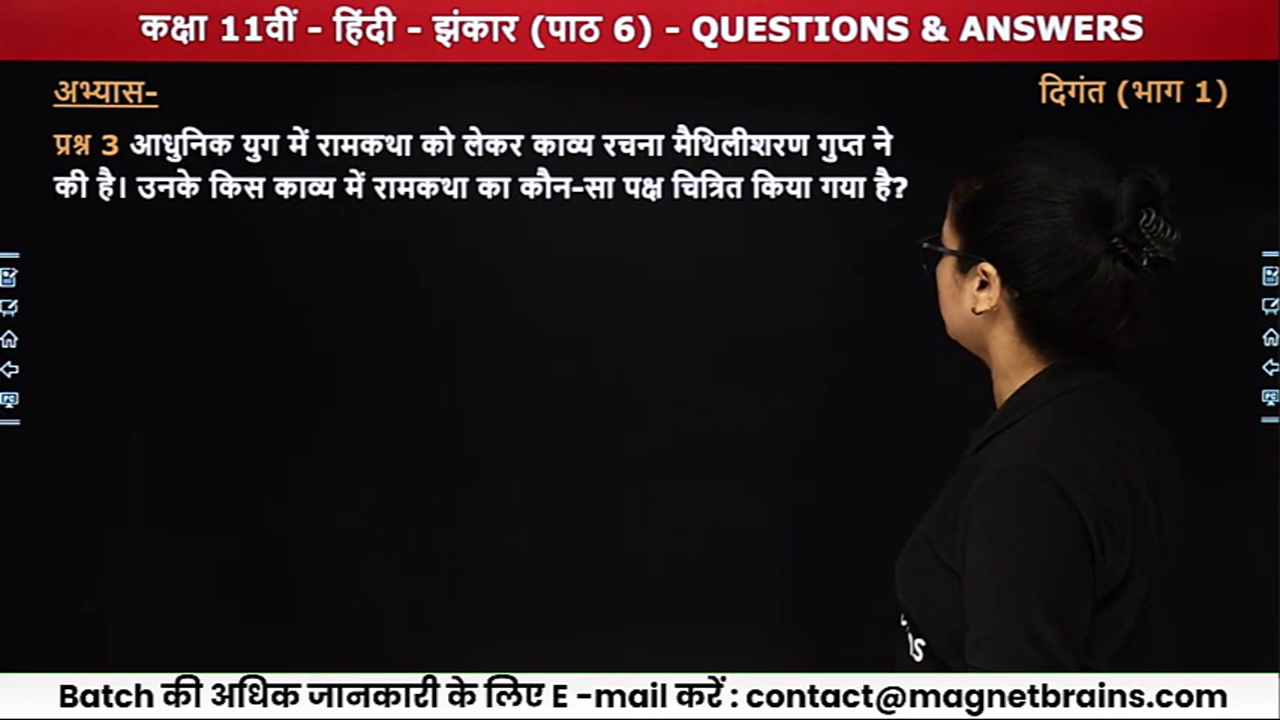 कक्षा 11वीं - हिंदी - झंकार (पाठ 6) - QUESTIONS & ANSWERS
अभ्यास-
दिगंत (भाग 1)
प्रश्न 3 आधुनिक युग में रामकथा को लेकर काव्य रचना मैथिलीशरण गुप्त ने
की है। उनके किस काव्य में रामकथा का कौन-सा पक्ष चित्रित किया गया है?
Batch की अधिक जानकारी के लिए E -mail करें : contact@magnetbrains.com